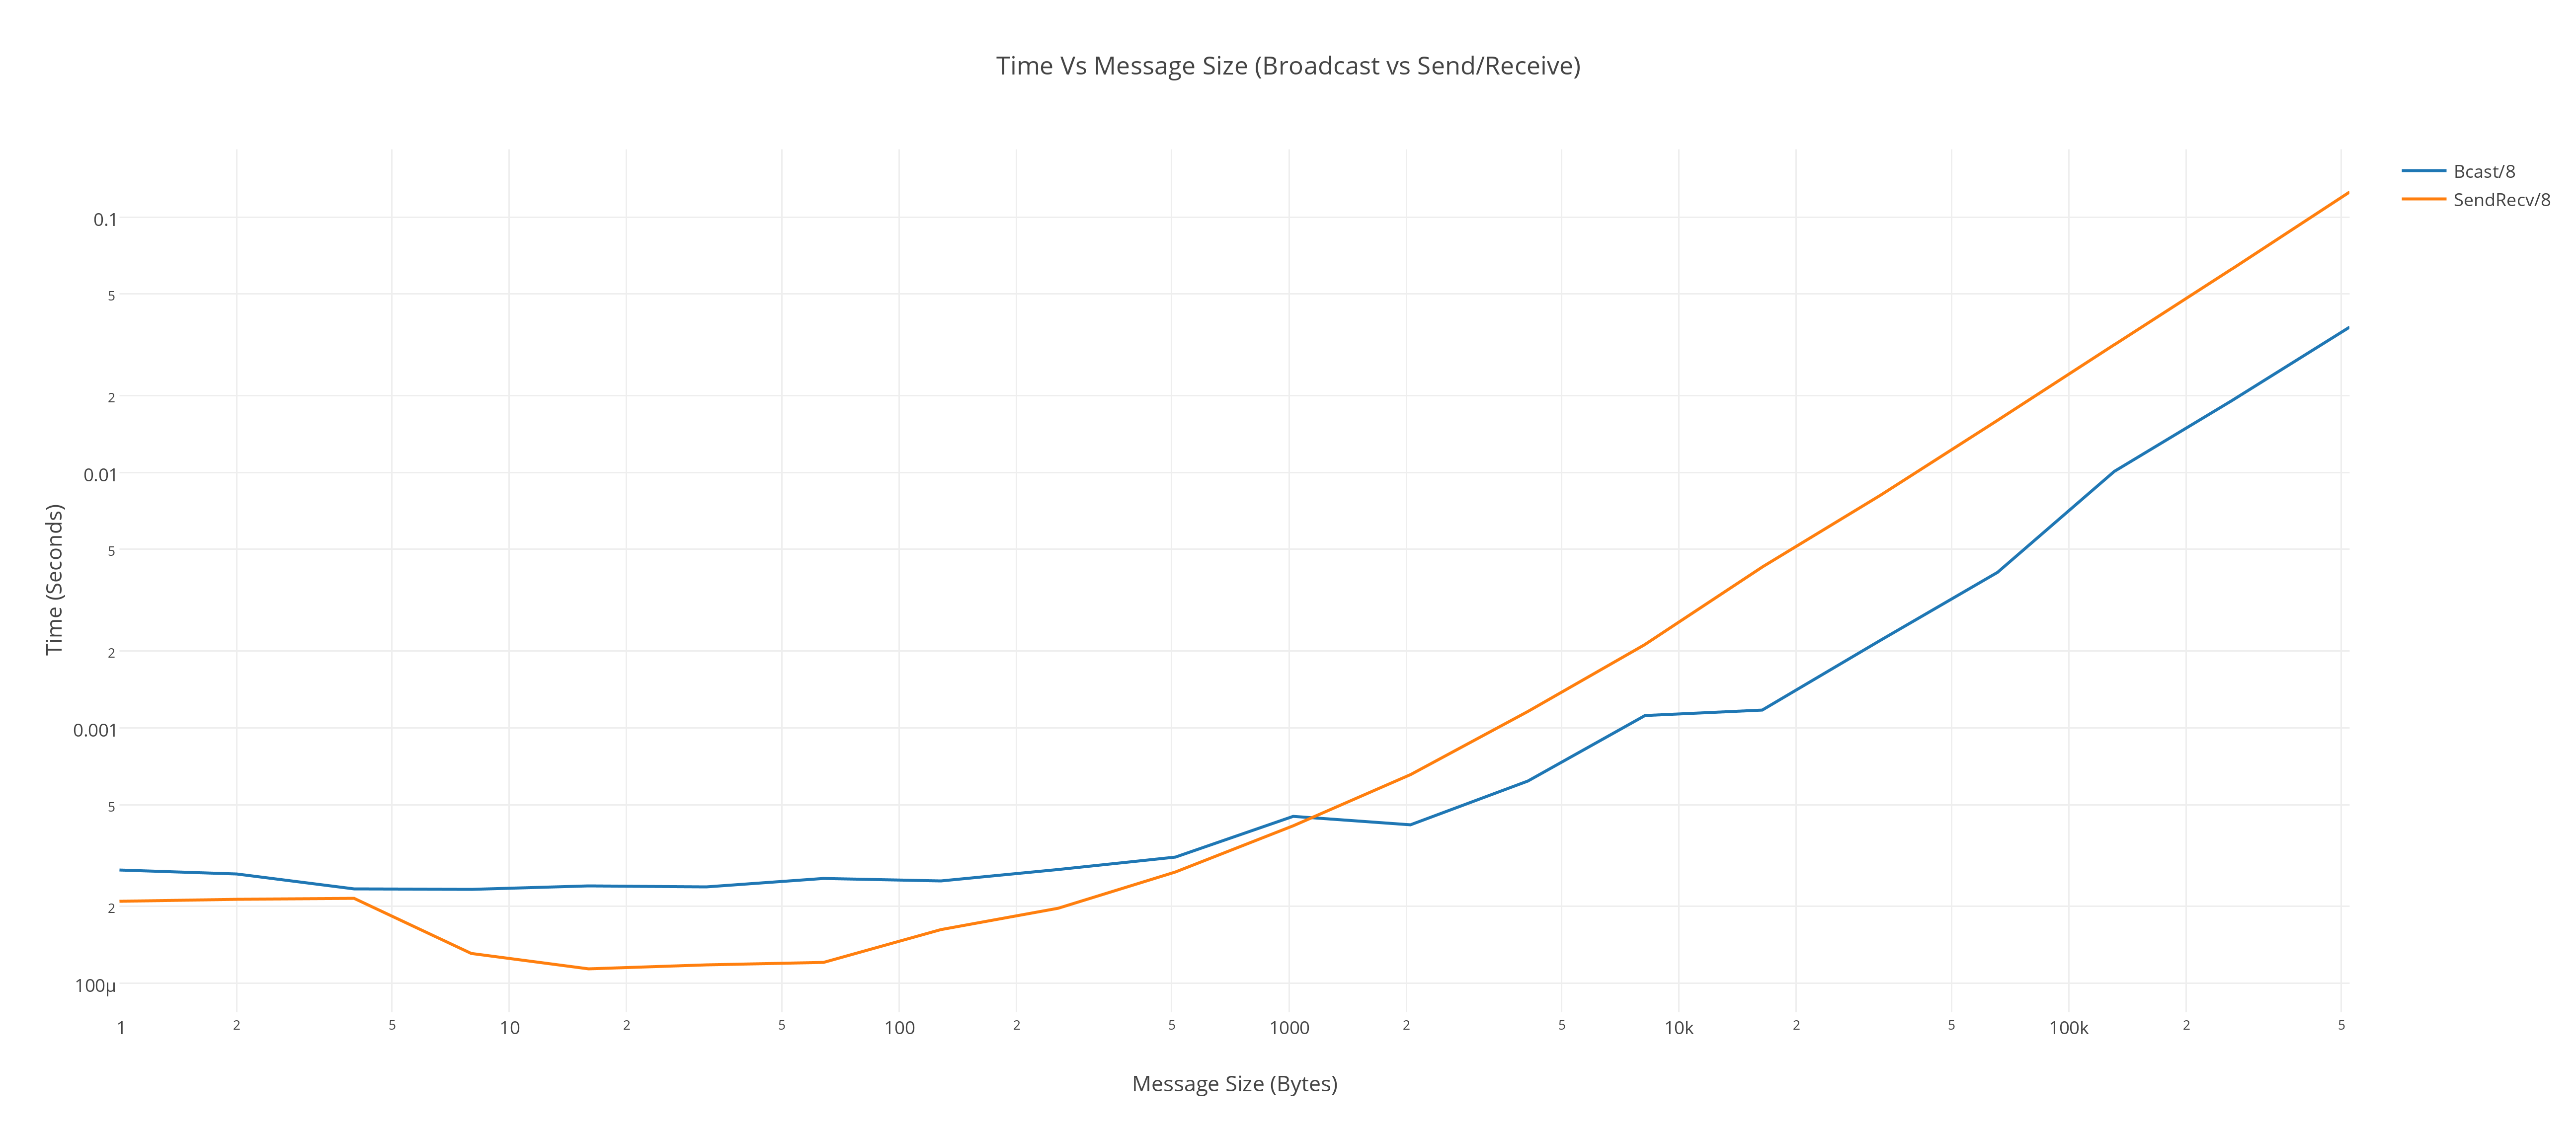 Time Vs Message Size (Broadcast vs Send/Receive)
Bcast/8
SendRecv/8
0.1
5
2
0.01
5
2
0.001
5
2
100μ
Time (Seconds)
1 2 5 10 2 5 100 2 5 1000 2 5 10k 2 5 100k 2 5
Message Size (Bytes)